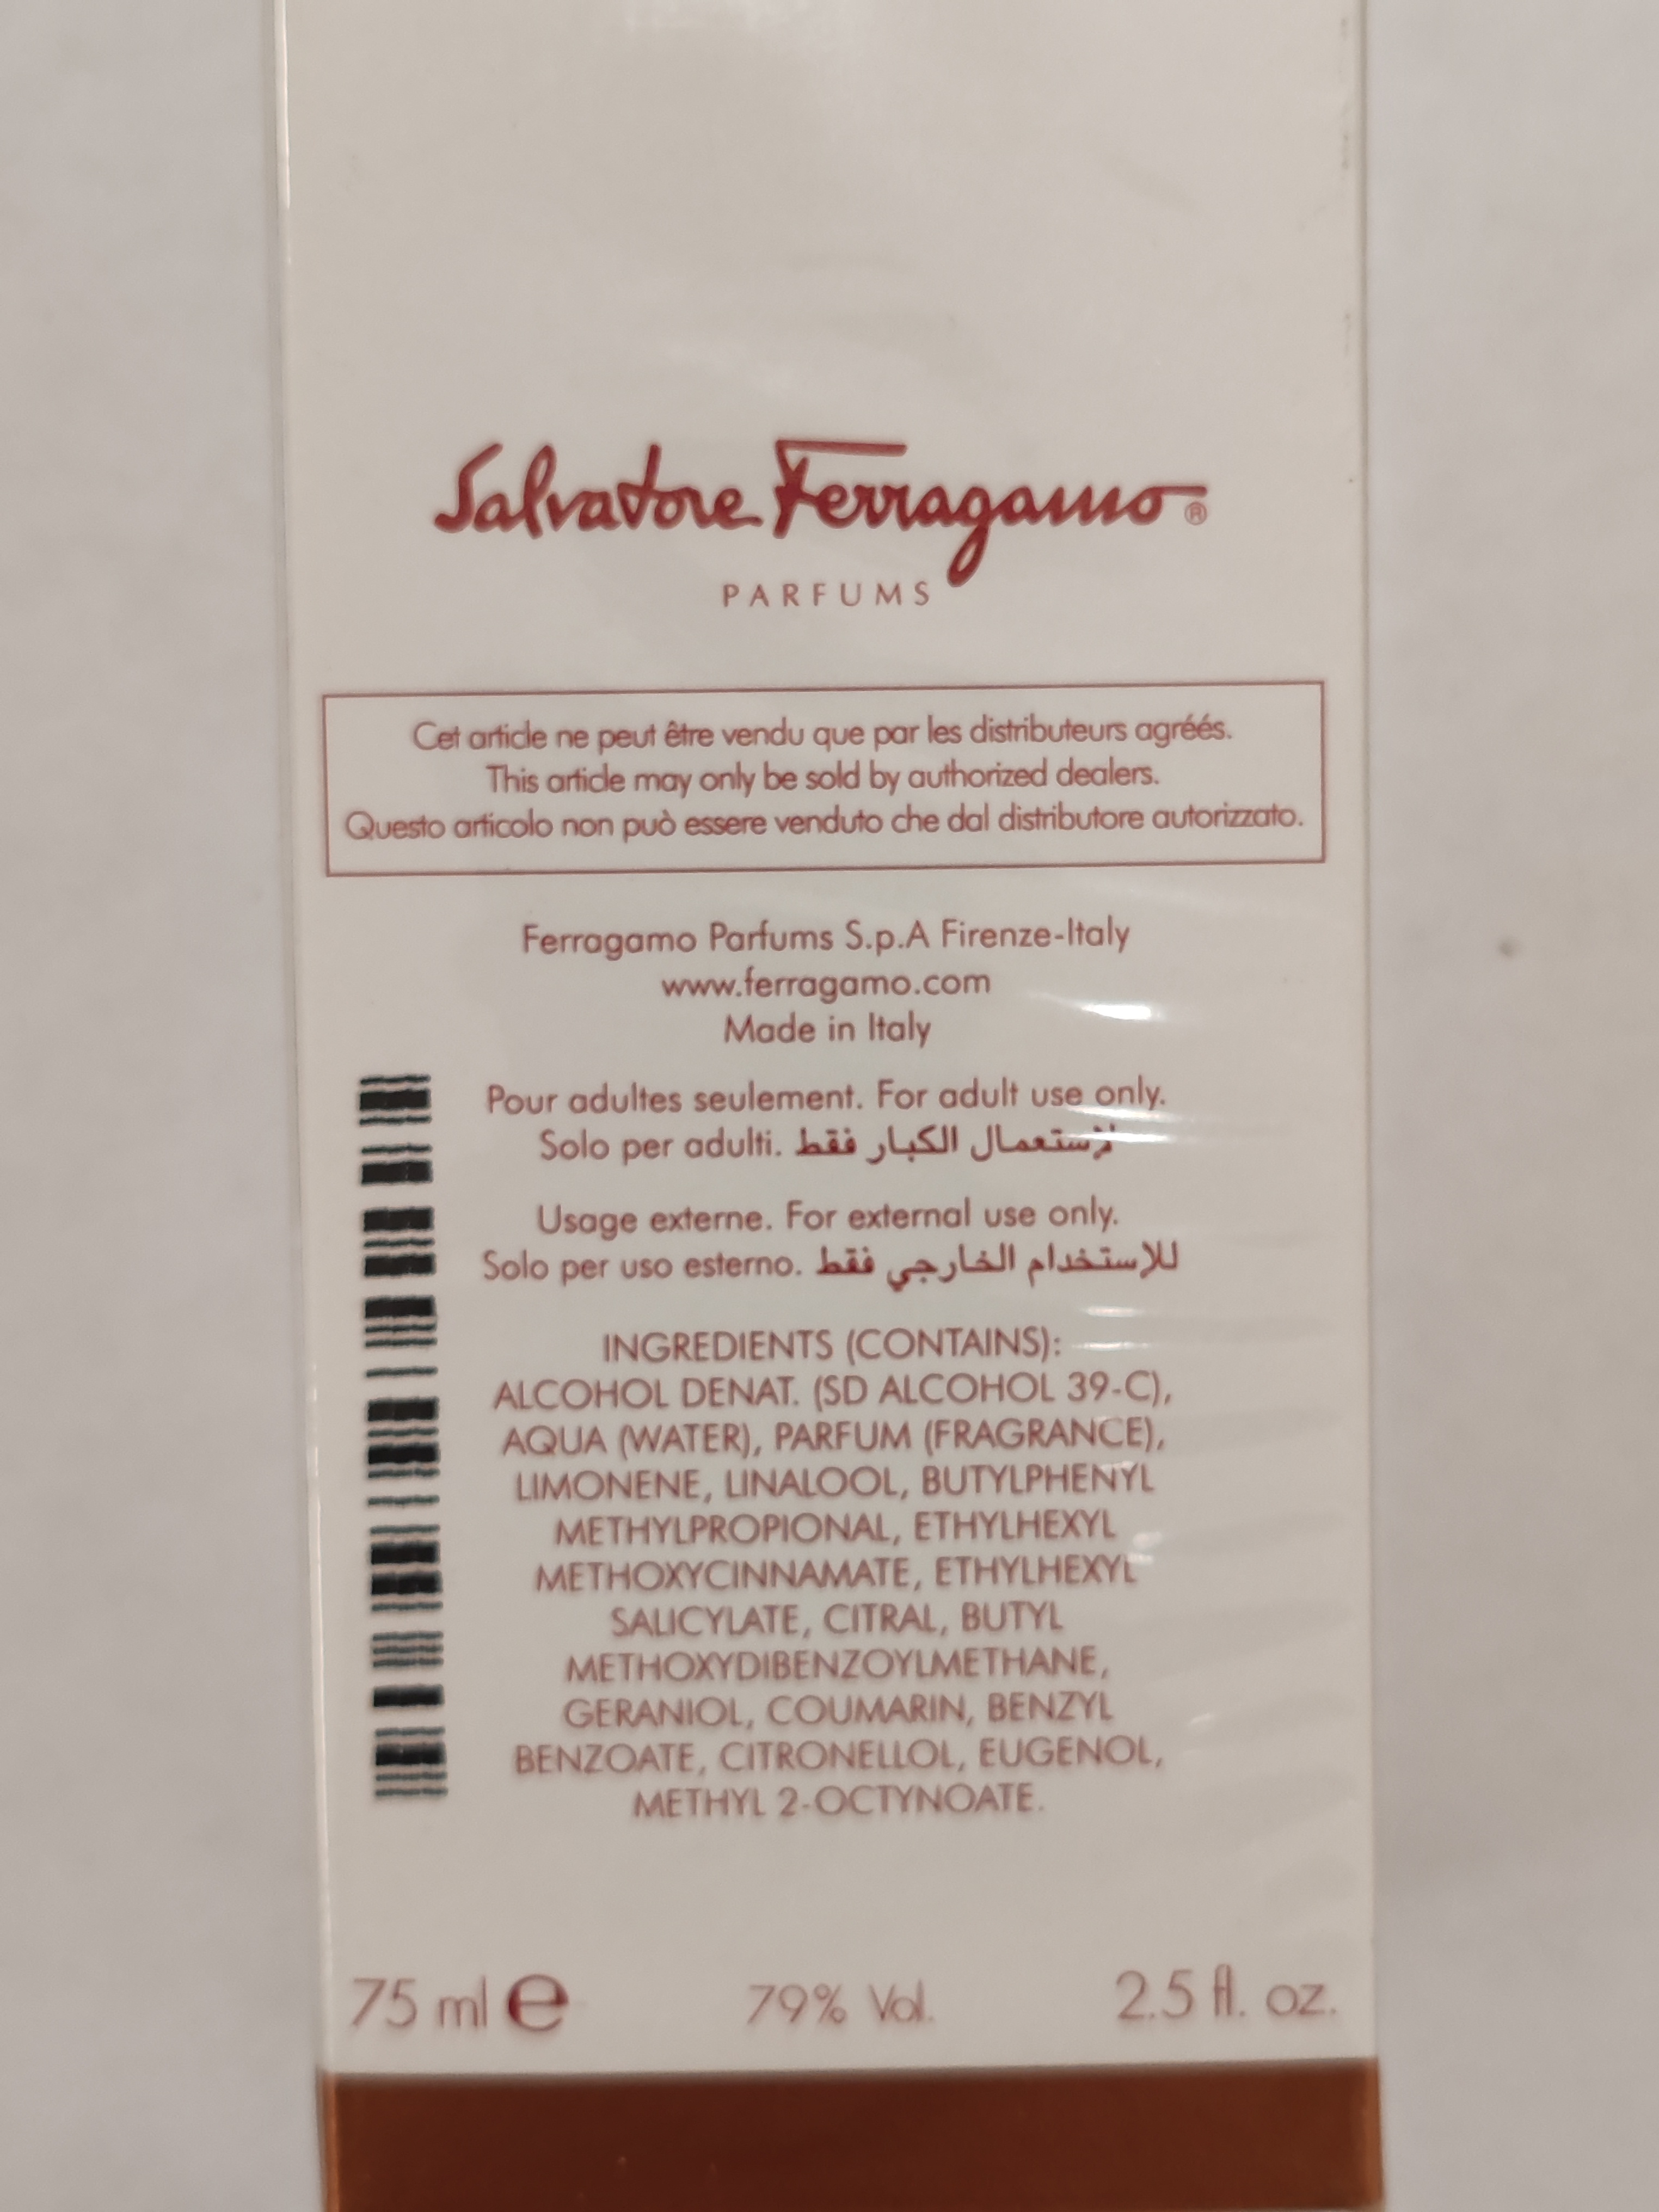 Salvatore Ferragamo®
PARFUMS
Cet article ne peut être vendu que par les distributeurs agréés.
This article may only be sold by authorized dealers.
Questo articolo non può essere venduto che dal distributore autorizzato.
Ferragamo Parfums S.p.A Firenze-Italy
www.ferragamo.com
Made in Italy
Pour adultes seulement. For adult use only.
Solo per adulti. لإستعمال الكبار فقط
Usage externe. For external use only.
Solo per uso esterno. للإستخدام الخارجي فقط
INGREDIENTS (CONTAINS):
ALCOHOL DENAT. (SD ALCOHOL 39-C),
AQUA (WATER), PARFUM (FRAGRANCE),
LIMONENE, LINALOOL, BUTYLPHENYL
METHYLPROPIONAL, ETHYLHEXYL
METHOXYCINNAMATE, ETHYLHEXYL
SALICYLATE, CITRAL, BUTYL
METHOXYDIBENZOYLMETHANE,
GERANIOL, COUMARIN, BENZYL
BENZOATE, CITRONELLOL, EUGENOL,
METHYL 2-OCTYNOATE.
75 ml e 79% Vol. 2.5 fl. oz.